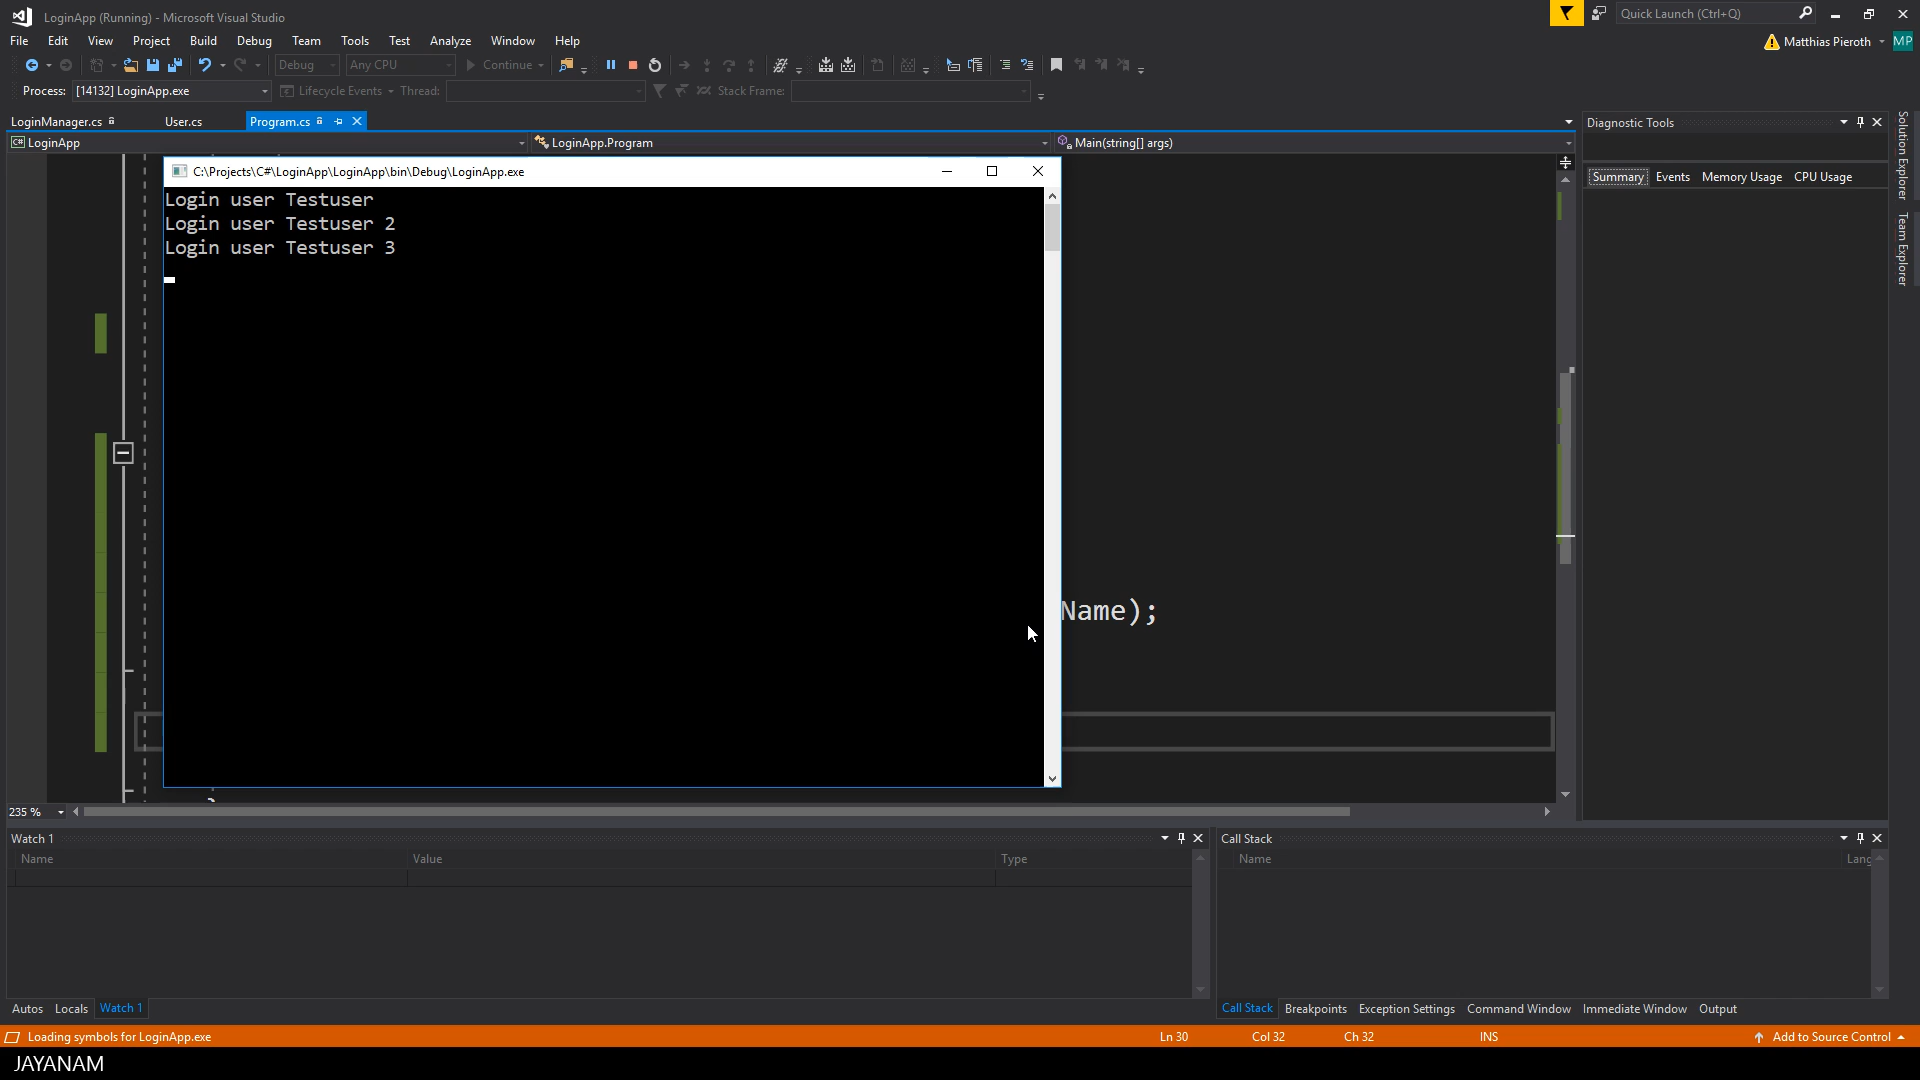 LoginApp (Running) - Microsoft Visual Studio
Quick Launch (Ctrl+Q)
File Edit View Project Build Debug Team Tools Test Analyze Window Help
Matthias Pieroth MP
Debug Any CPU Continue
Process: [14132] LoginApp.exe Lifecycle Events Thread: Stack Frame:
LoginManager.cs User.cs Program.cs
Diagnostic Tools
C# LoginApp LoginApp.Program Main(string[] args)
Solution Explorer
Team Explorer
Summary Events Memory Usage CPU Usage
C:\Projects\C#\LoginApp\LoginApp\bin\Debug\LoginApp.exe
Login user Testuser
Login user Testuser 2
Login user Testuser 3
Name);
235 %
Watch 1
Name Value Type
Call Stack
Name Lang
Autos Locals Watch 1
Call Stack Breakpoints Exception Settings Command Window Immediate Window Output
Loading symbols for LoginApp.exe Ln 30 Col 32 Ch 32 INS Add to Source Control
JAYANAM